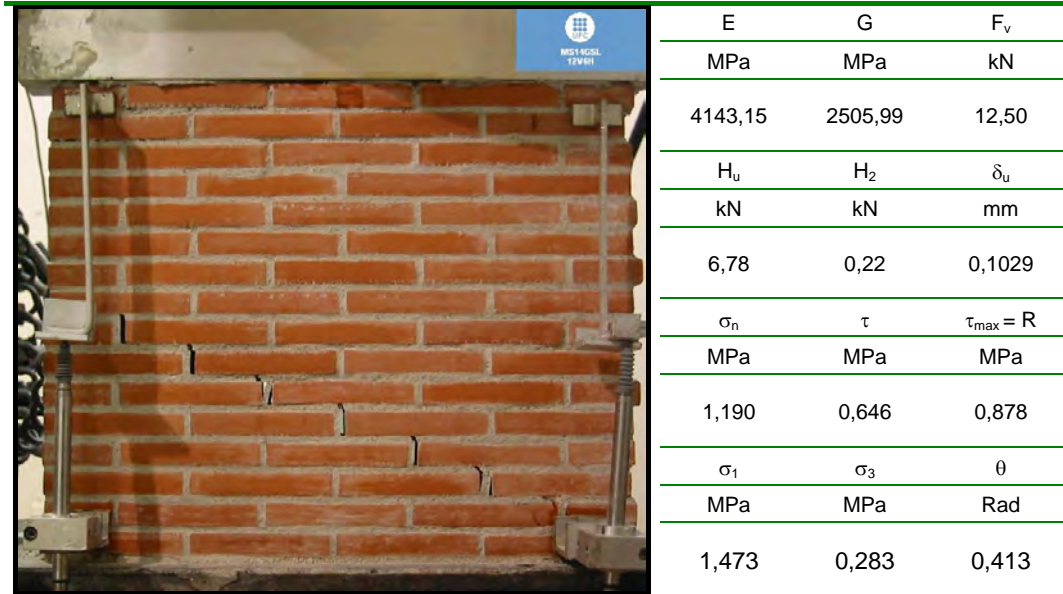 UFC
MS14GSL
12V6H
E G Fᵥ
MPa MPa kN
4143,15 2505,99 12,50
Hᵤ H₂ δᵤ
kN kN mm
6,78 0,22 0,1029
σₙ τ τₘₐₓ = R
MPa MPa MPa
1,190 0,646 0,878
σ₁ σ₃ θ
MPa MPa Rad
1,473 0,283 0,413